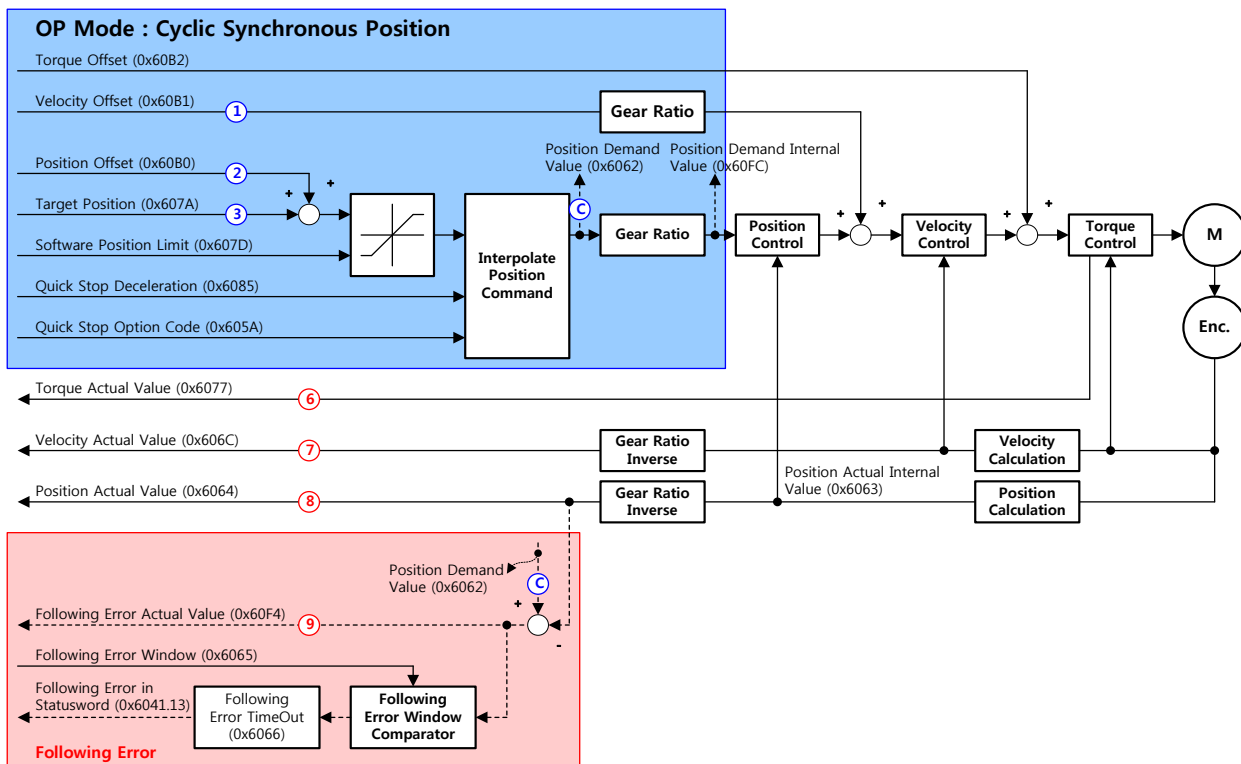 OP Mode : Cyclic Synchronous Position
Torque Offset (0x60B2)
Velocity Offset (0x60B1)
1
Gear Ratio
Position Offset (0x60B0)
2
+
+
Target Position (0x607A)
3
Software Position Limit (0x607D)
Quick Stop Deceleration (0x6085)
Quick Stop Option Code (0x605A)
Interpolate
Position
Command
Position Demand
Value (0x6062)
C
Gear Ratio
Position Demand Internal
Value (0x60FC)
Position
Control
+
+
Velocity
Control
+
+
Torque
Control
M
Enc.
Torque Actual Value (0x6077)
6
Velocity Actual Value (0x606C)
7
Gear Ratio
Inverse
Velocity
Calculation
Position Actual Value (0x6064)
8
Gear Ratio
Inverse
Position Actual Internal
Value (0x6063)
Position
Calculation
Position Demand
Value (0x6062)
C
+
-
Following Error Actual Value (0x60F4)
9
Following Error Window (0x6065)
Following Error in
Statusword (0x6041.13)
Following
Error TimeOut
(0x6066)
Following
Error Window
Comparator
Following Error